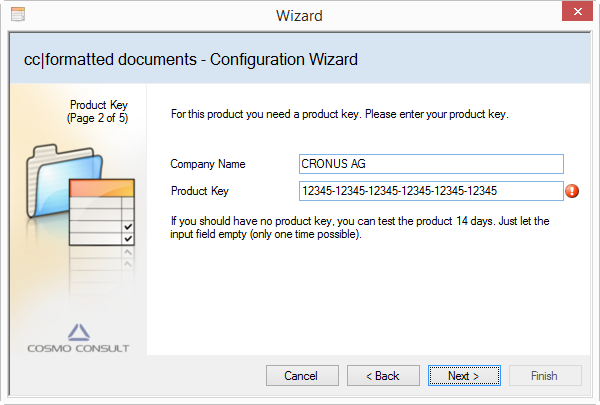 Wizard
cc|formatted documents - Configuration Wizard
Product Key
(Page 2 of 5)
For this product you need a product key. Please enter your product key.
Company Name
CRONUS AG
Product Key
12345-12345-12345-12345-12345-12345
If you should have no product key, you can test the product 14 days. Just let the
input field empty (only one time possible).
COSMO CONSULT
Cancel
< Back
Next >
Finish